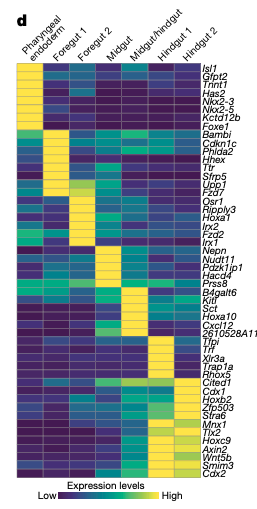 d
Pharyngeal
endoderm
Foregut 1
Foregut 2
Midgut
Midgut/hindgut
Hindgut 1
Hindgut 2
Isl1
Gfpt2
Trnt1
Has2
Nkx2-3
Nkx2-5
Kctd12b
Foxe1
Bambi
Cdkn1c
Phlda2
Hhex
Ttr
Sfrp5
Upp1
Fzd7
Osr1
Ripply3
Hoxa1
Irx2
Fzd2
Irx1
Nepn
Nudt11
Pdzk1ip1
Hacd4
Prss8
B4galt6
Kitl
Sct
Hoxa10
Cxcl12
2610528A11
Tfpi
Trf
Xlr3a
Trap1a
Rhox5
Cited1
Cdx1
Hoxb2
Zfp503
Stra6
Mnx1
Tlx2
Hoxc9
Axin2
Wnt5b
Smim3
Cdx2
Expression levels
Low High